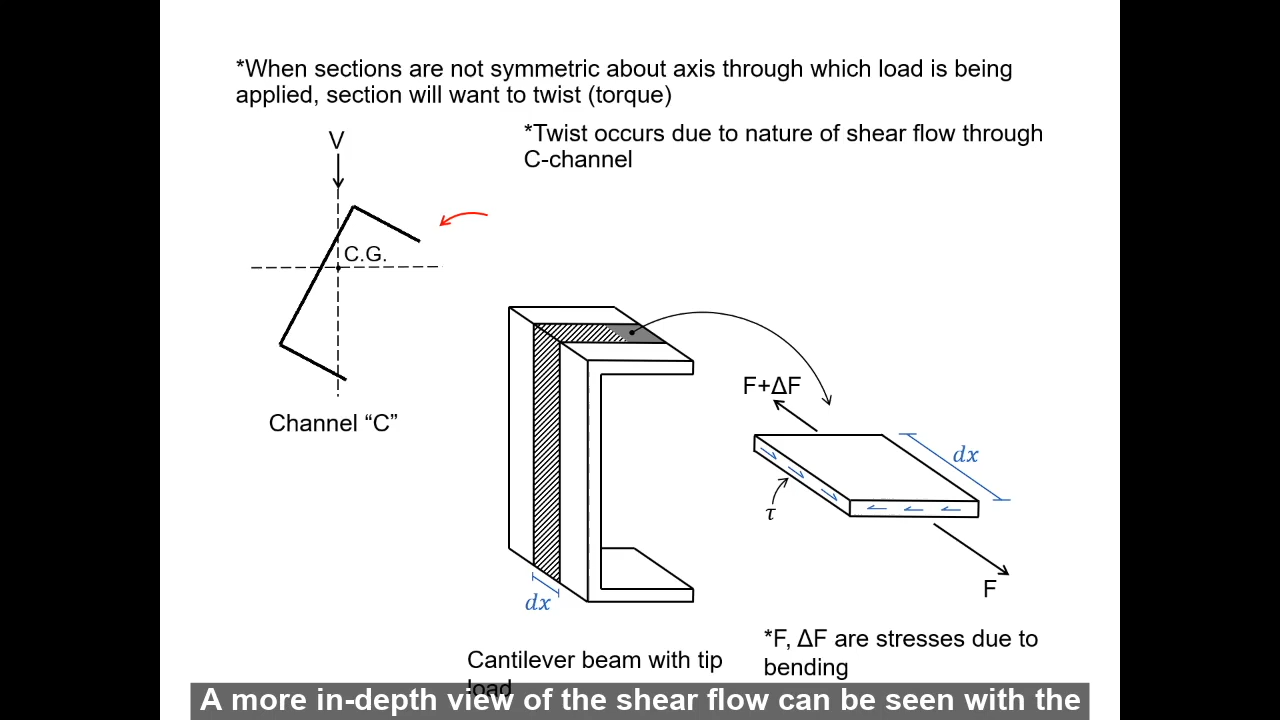 *When sections are not symmetric about axis through which load is being
applied, section will want to twist (torque)
*Twist occurs due to nature of shear flow through
C-channel
V
C.G.
Channel “C”
F+ΔF
dx
τ
F
dx
*F, ΔF are stresses due to
bending
Cantilever beam with tip
load
A more in-depth view of the shear flow can be seen with the